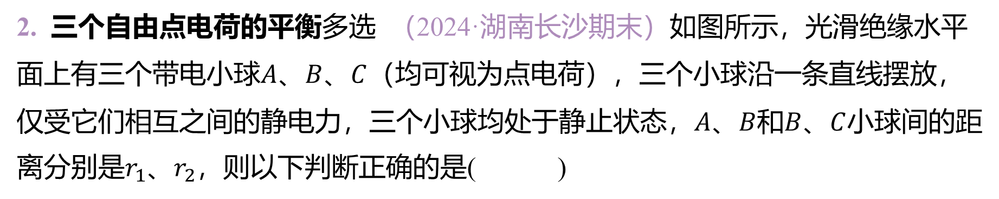 2. 三个自由点电荷的平衡多选 （2024·湖南长沙期末）如图所示，光滑绝缘水平
面上有三个带电小球A、B、C（均可视为点电荷），三个小球沿一条直线摆放，
仅受它们相互之间的静电力，三个小球均处于静止状态，A、B和B、C小球间的距
离分别是r₁、r₂，则以下判断正确的是( )